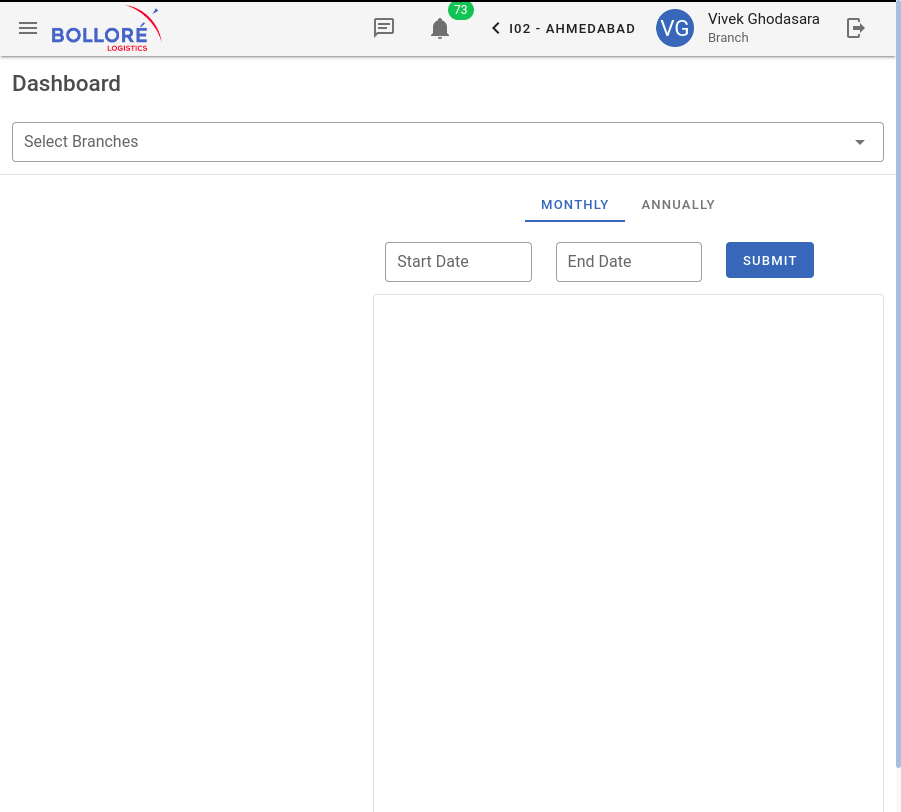 BOLLORÉ
LOGISTICS
73
I02 - AHMEDABAD
VG
Vivek Ghodasara
Branch
Dashboard
Select Branches
MONTHLY ANNUALLY
Start Date End Date SUBMIT